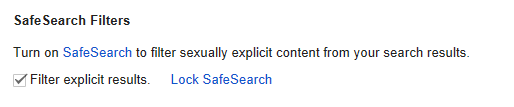 SafeSearch Filters
Turn on SafeSearch to filter sexually explicit content from your search results.
Filter explicit results. Lock SafeSearch